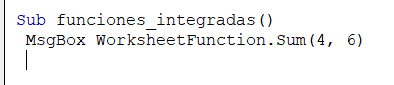 Sub funciones_integradas()
MsgBox WorksheetFunction.Sum(4, 6)